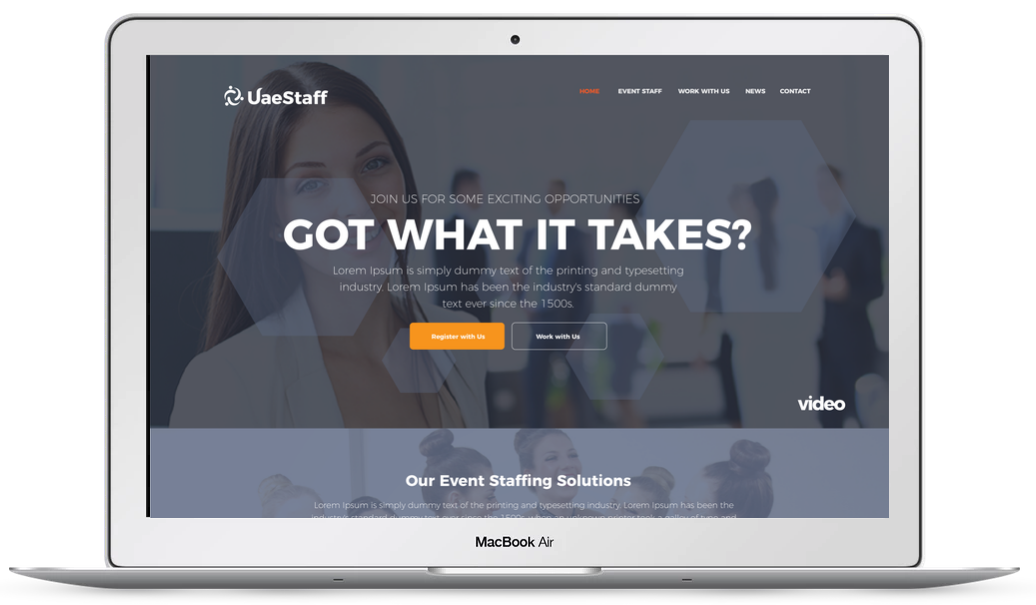 UaeStaff
HOME EVENT STAFF WORK WITH US NEWS CONTACT
JOIN US FOR SOME EXCITING OPPORTUNITIES
GOT WHAT IT TAKES?
Lorem Ipsum is simply dummy text of the printing and typesetting
industry. Lorem Ipsum has been the industry's standard dummy
text ever since the 1500s.
Register with Us Work with Us
video
Our Event Staffing Solutions
Lorem Ipsum is simply dummy text of the printing and typesetting industry. Lorem Ipsum has been the
MacBook Air